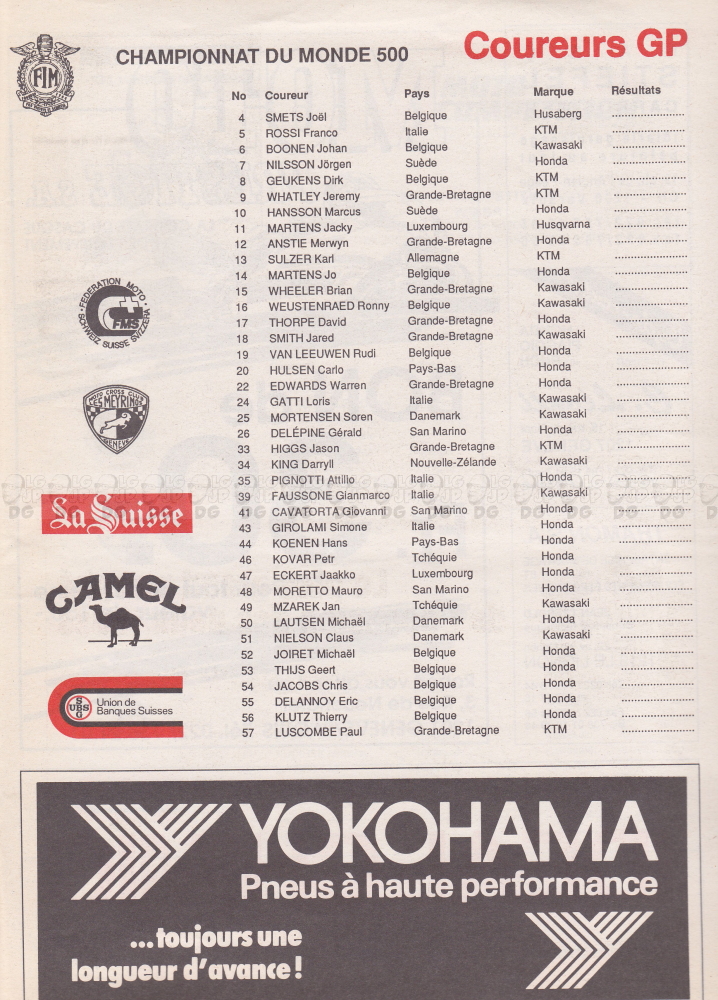 FIM
CHAMPIONNAT DU MONDE 500
Coureurs GP
No Coureur Pays Marque Résultats
4 SMETS Joël Belgique Husaberg ........................
5 ROSSI Franco Italie KTM ........................
6 BOONEN Johan Belgique Kawasaki ........................
7 NILSSON Jörgen Suède Honda ........................
8 GEUKENS Dirk Belgique KTM ........................
9 WHATLEY Jeremy Grande-Bretagne KTM ........................
10 HANSSON Marcus Suède Honda ........................
11 MARTENS Jacky Luxembourg Husqvarna ........................
12 ANSTIE Merwyn Grande-Bretagne Honda ........................
13 SULZER Karl Allemagne KTM ........................
14 MARTENS Jo Belgique Honda ........................
15 WHEELER Brian Grande-Bretagne Kawasaki ........................
16 WEUSTENRAED Ronny Belgique Kawasaki ........................
17 THORPE David Grande-Bretagne Honda ........................
18 SMITH Jared Grande-Bretagne Kawasaki ........................
19 VAN LEEUWEN Rudi Belgique Honda ........................
20 HULSEN Carlo Pays-Bas Honda ........................
22 EDWARDS Warren Grande-Bretagne Honda ........................
24 GATTI Loris Italie Kawasaki ........................
25 MORTENSEN Soren Danemark Kawasaki ........................
26 DELÉPINE Gérald San Marino Honda ........................
33 HIGGS Jason Grande-Bretagne KTM ........................
34 KING Darryll Nouvelle-Zélande Kawasaki ........................
35 PIGNOTTI Attilio Italie Honda ........................
39 FAUSSONE Gianmarco Italie Kawasaki ........................
41 CAVATORTA Giovanni San Marino Honda ........................
43 GIROLAMI Simone Italie Honda ........................
44 KOENEN Hans Pays-Bas Honda ........................
46 KOVAR Petr Tchéquie Honda ........................
47 ECKERT Jaakko Luxembourg Honda ........................
48 MORETTO Mauro San Marino Honda ........................
49 MZAREK Jan Tchéquie Kawasaki ........................
50 LAUTSEN Michaël Danemark Honda ........................
51 NIELSON Claus Danemark Kawasaki ........................
52 JOIRET Michaël Belgique Honda ........................
53 THIJS Geert Belgique Honda ........................
54 JACOBS Chris Belgique Honda ........................
55 DELANNOY Eric Belgique Honda ........................
56 KLUTZ Thierry Belgique Honda ........................
57 LUSCOMBE Paul Grande-Bretagne KTM ........................
FEDERATION MOTO
FMS
SCHWEIZ SUISSE SVIZZERA
MOTO CROSS CLUB
LES MEYRINOS
GENEVE
La Suisse
CAMEL
UBS
SBG
Union de
Banques Suisses
YOKOHAMA
Pneus à haute performance
...toujours une
longueur d'avance!